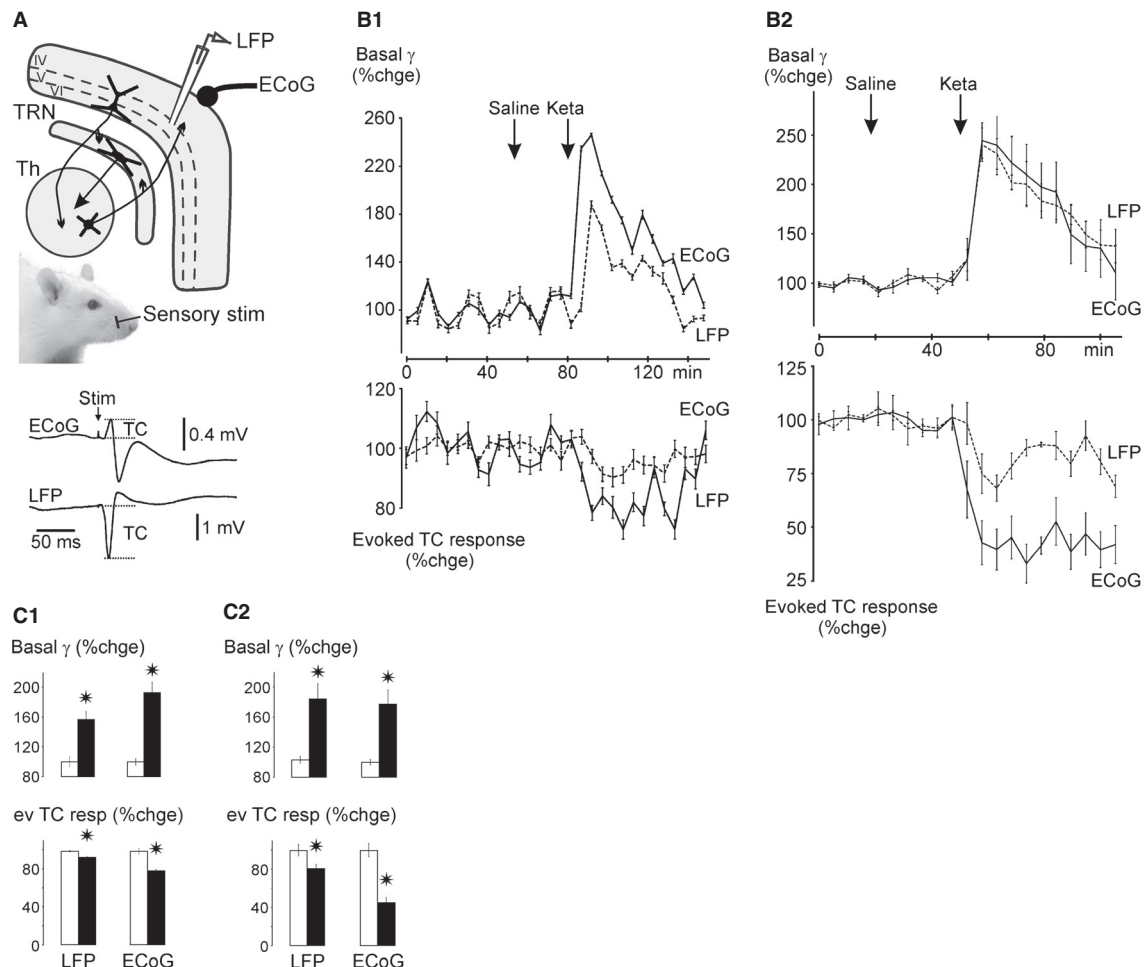 A
LFP
ECoG
IV
V
VI
TRN
Th
Sensory stim
Stim
ECoG
TC
0.4 mV
LFP
TC
1 mV
50 ms
B1
Basal γ
(%chge)
Saline Keta
260
220
180
140
100
ECoG
LFP
0 40 80 120 min
120
100
80
ECoG
LFP
Evoked TC response
(%chge)
B2
Basal γ
(%chge)
Saline Keta
250
200
150
100
LFP
ECoG
0 40 80 min
125
100
75
50
25
LFP
ECoG
Evoked TC response
(%chge)
C1
Basal γ (%chge)
200
160
120
80
ev TC resp (%chge)
80
40
0
LFP ECoG
C2
Basal γ (%chge)
200
160
120
80
ev TC resp (%chge)
80
40
0
LFP ECoG